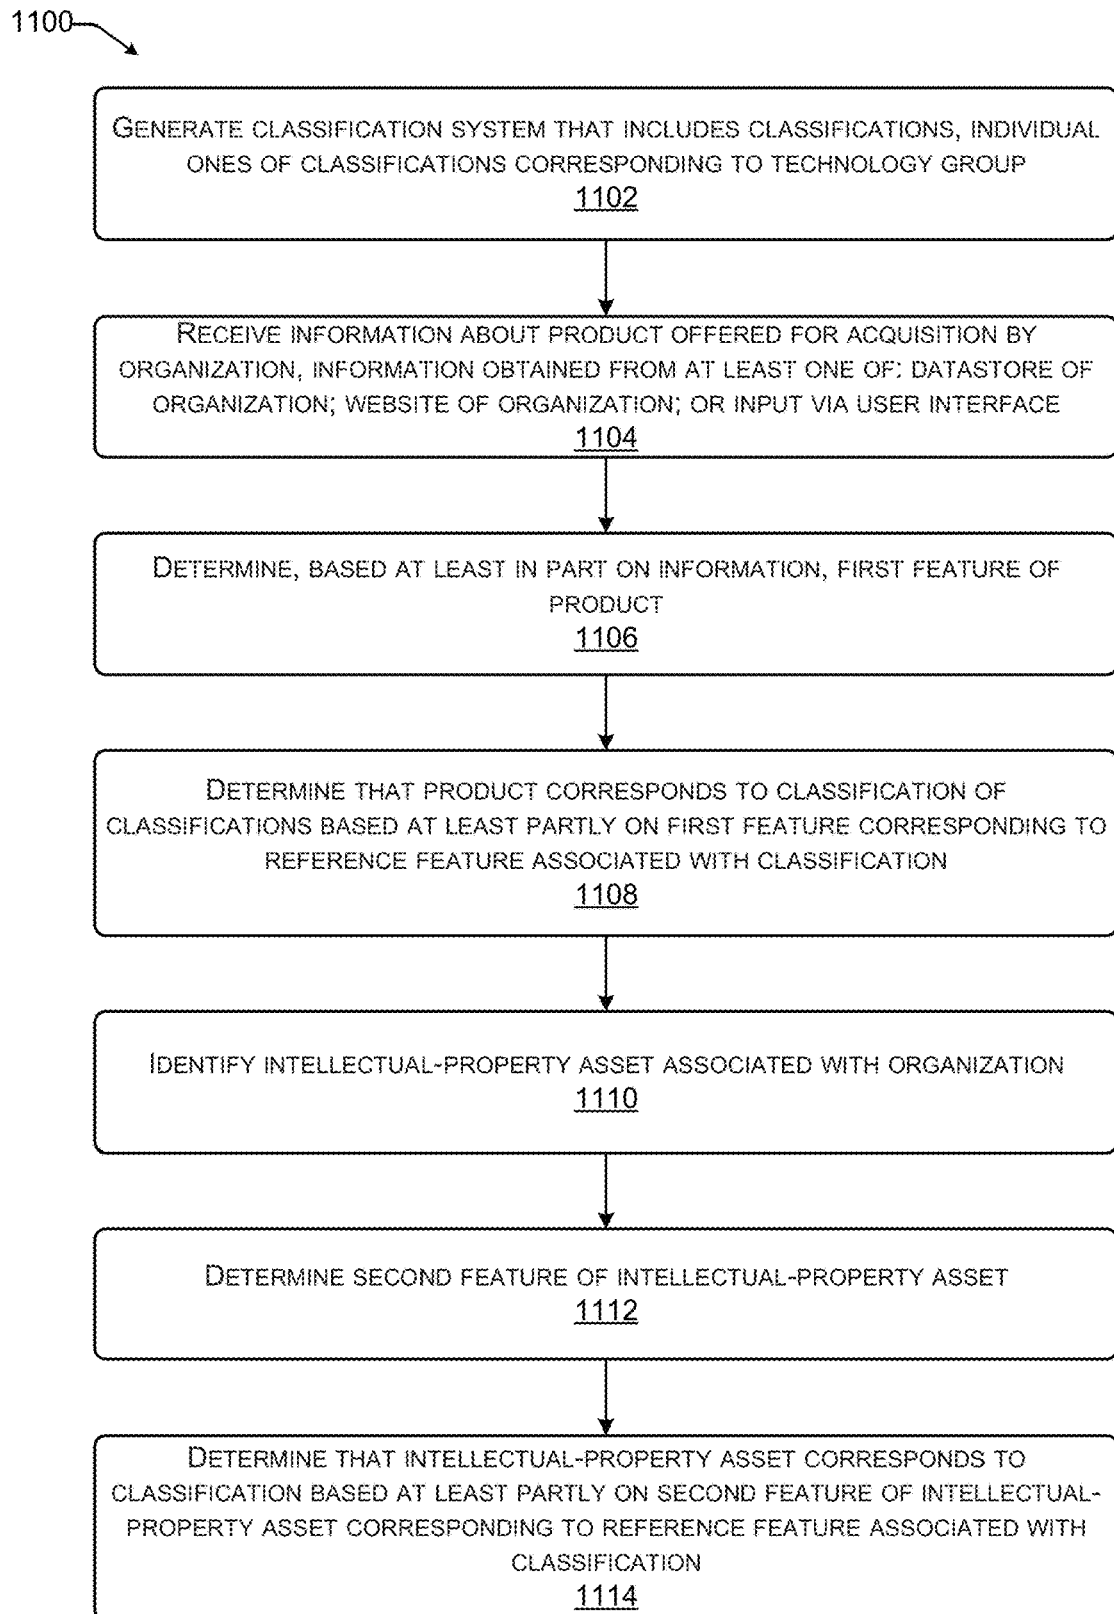 1100
GENERATE CLASSIFICATION SYSTEM THAT INCLUDES CLASSIFICATIONS, INDIVIDUAL
ONES OF CLASSIFICATIONS CORRESPONDING TO TECHNOLOGY GROUP
1102
RECEIVE INFORMATION ABOUT PRODUCT OFFERED FOR ACQUISITION BY
ORGANIZATION, INFORMATION OBTAINED FROM AT LEAST ONE OF: DATASTORE OF
ORGANIZATION; WEBSITE OF ORGANIZATION; OR INPUT VIA USER INTERFACE
1104
DETERMINE, BASED AT LEAST IN PART ON INFORMATION, FIRST FEATURE OF
PRODUCT
1106
DETERMINE THAT PRODUCT CORRESPONDS TO CLASSIFICATION OF
CLASSIFICATIONS BASED AT LEAST PARTLY ON FIRST FEATURE CORRESPONDING TO
REFERENCE FEATURE ASSOCIATED WITH CLASSIFICATION
1108
IDENTIFY INTELLECTUAL-PROPERTY ASSET ASSOCIATED WITH ORGANIZATION
1110
DETERMINE SECOND FEATURE OF INTELLECTUAL-PROPERTY ASSET
1112
DETERMINE THAT INTELLECTUAL-PROPERTY ASSET CORRESPONDS TO
CLASSIFICATION BASED AT LEAST PARTLY ON SECOND FEATURE OF INTELLECTUAL-
PROPERTY ASSET CORRESPONDING TO REFERENCE FEATURE ASSOCIATED WITH
CLASSIFICATION
1114